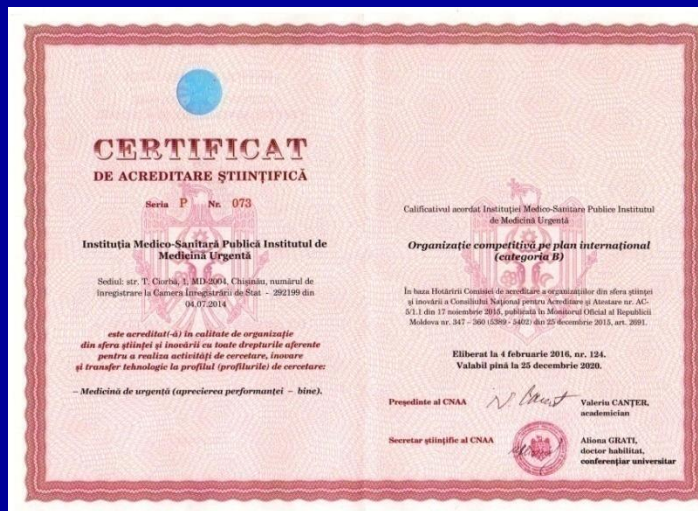 CERTIFICAT
DE ACREDITARE ŞTIINŢIFICĂ
Seria P Nr. 073
Instituţia Medico-Sanitară Publică Institutul de
Medicină Urgentă
Sediul: str. T. Ciorbă, 1, MD-2004, Chişinău, numărul de
înregistrare la Camera Înregistrării de Stat - 292199 din
04.07.2014
este acreditat(-ă) în calitate de organizaţie
din sfera ştiinţei şi inovării cu toate drepturile aferente
pentru a realiza activităţi de cercetare, inovare
şi transfer tehnologic la profilul (profilurile) de cercetare:
– Medicină de urgenţă (aprecierea performanţei – bine).
Calificativul acordat Instituţiei Medico-Sanitare Publice Institutul
de Medicină Urgentă
Organizaţie competitivă pe plan internaţional
(categoria B)
În baza Hotărîrii Comisiei de acreditare a organizaţiilor din sfera ştiinţei
şi inovării a Consiliului Naţional pentru Acreditare şi Atestare nr. AC-
5/1.1 din 17 noiembrie 2015, publicată în Monitorul Oficial al Republicii
Moldova nr. 347 – 360 (5389 - 5402) din 25 decembrie 2015, art. 2691.
Eliberat la 4 februarie 2016, nr. 124.
Valabil pînă la 25 decembrie 2020.
Preşedinte al CNAA
Valeriu CANŢER,
academician
Secretar ştiinţific al CNAA
Aliona GRATI,
doctor habilitat,
conferenţiar universitar